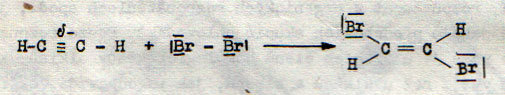 δ-
H-C ≡ C - H + |Br - Br| ⟶
Br H
C = C
H Br